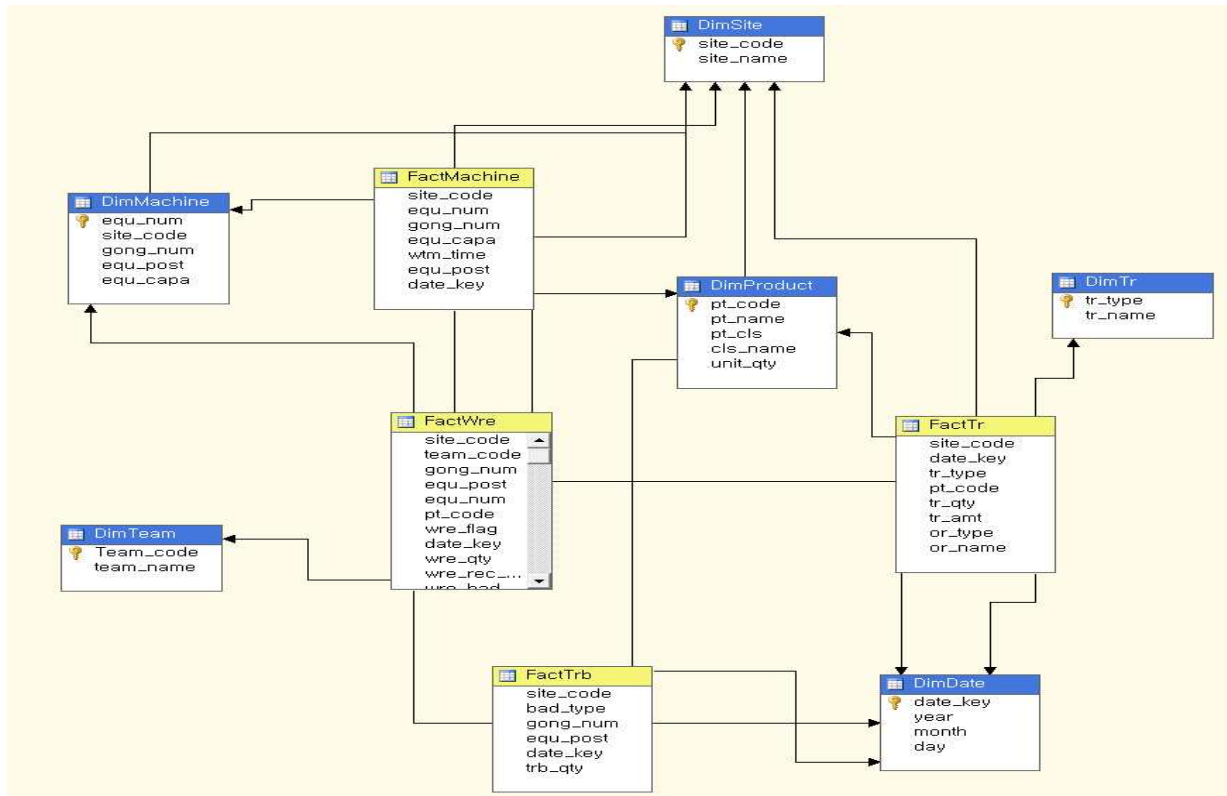 DimSite
site_code
site_name
FactMachine
site_code
equ_num
gong_num
equ_capa
wtm_time
equ_post
date_key
DimMachine
equ_num
site_code
gong_num
equ_post
equ_capa
DimProduct
pt_code
pt_name
pt_cls
cls_name
unit_qty
DimTr
tr_type
tr_name
FactWre
site_code
team_code
gong_num
equ_post
equ_num
pt_code
wre_flag
date_key
wre_qty
wre_rec_...
wre_bad
FactTr
site_code
date_key
tr_type
pt_code
tr_qty
tr_amt
or_type
or_name
DimTeam
Team_code
team_name
FactTrb
site_code
bad_type
gong_num
equ_post
date_key
trb_qty
DimDate
date_key
year
month
day